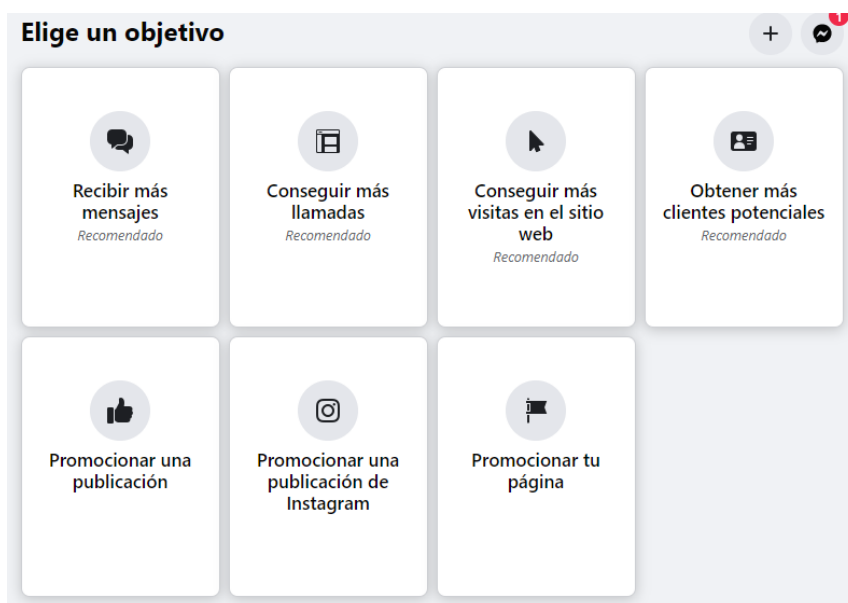 Elige un objetivo
1
Recibir más
mensajes
Recomendado
Conseguir más
llamadas
Recomendado
Conseguir más
visitas en el sitio
web
Recomendado
Obtener más
clientes potenciales
Recomendado
Promocionar una
publicación
Promocionar una
publicación de
Instagram
Promocionar tu
página